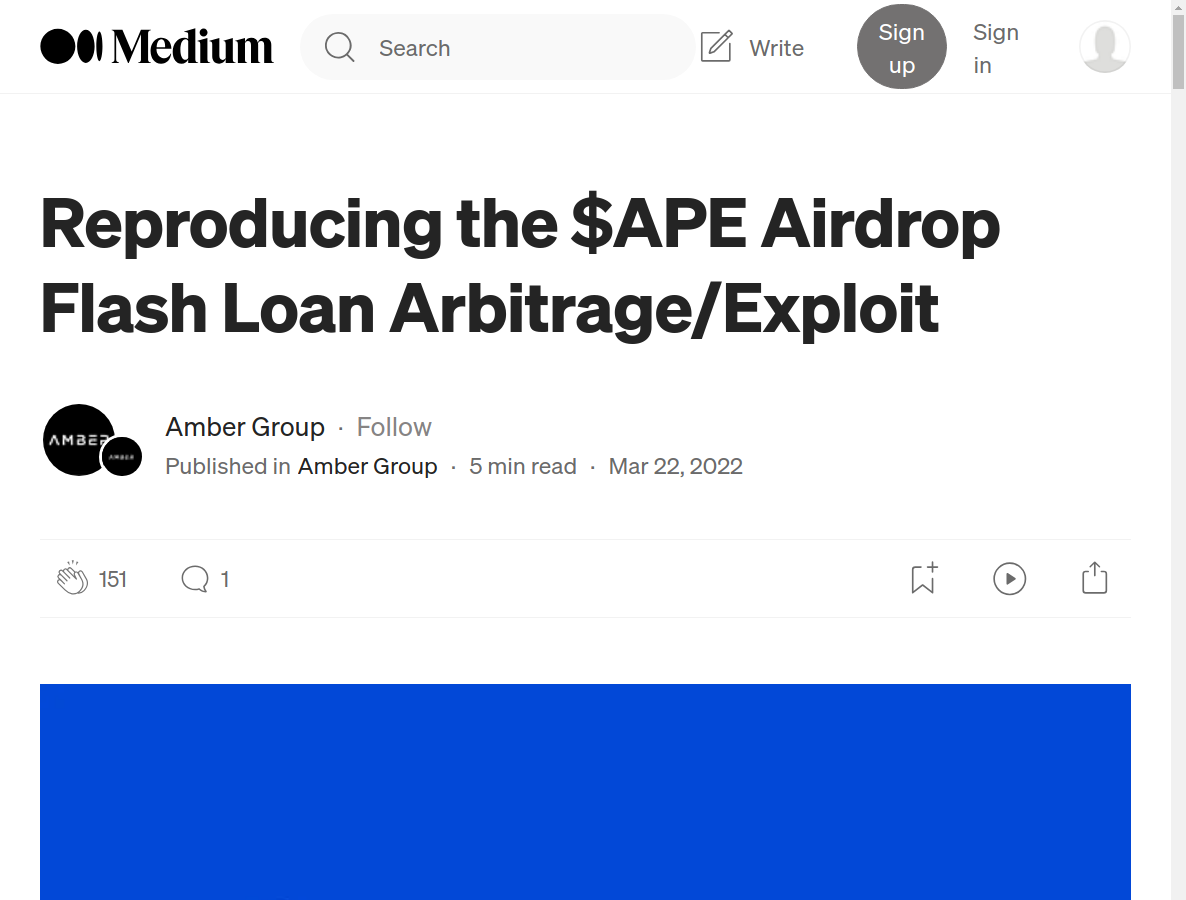 Medium
Search
Write
Sign up
Sign in
Reproducing the $APE Airdrop
Flash Loan Arbitrage/Exploit
AMBER
AMBER
Amber Group · Follow
Published in Amber Group · 5 min read · Mar 22, 2022
151
1